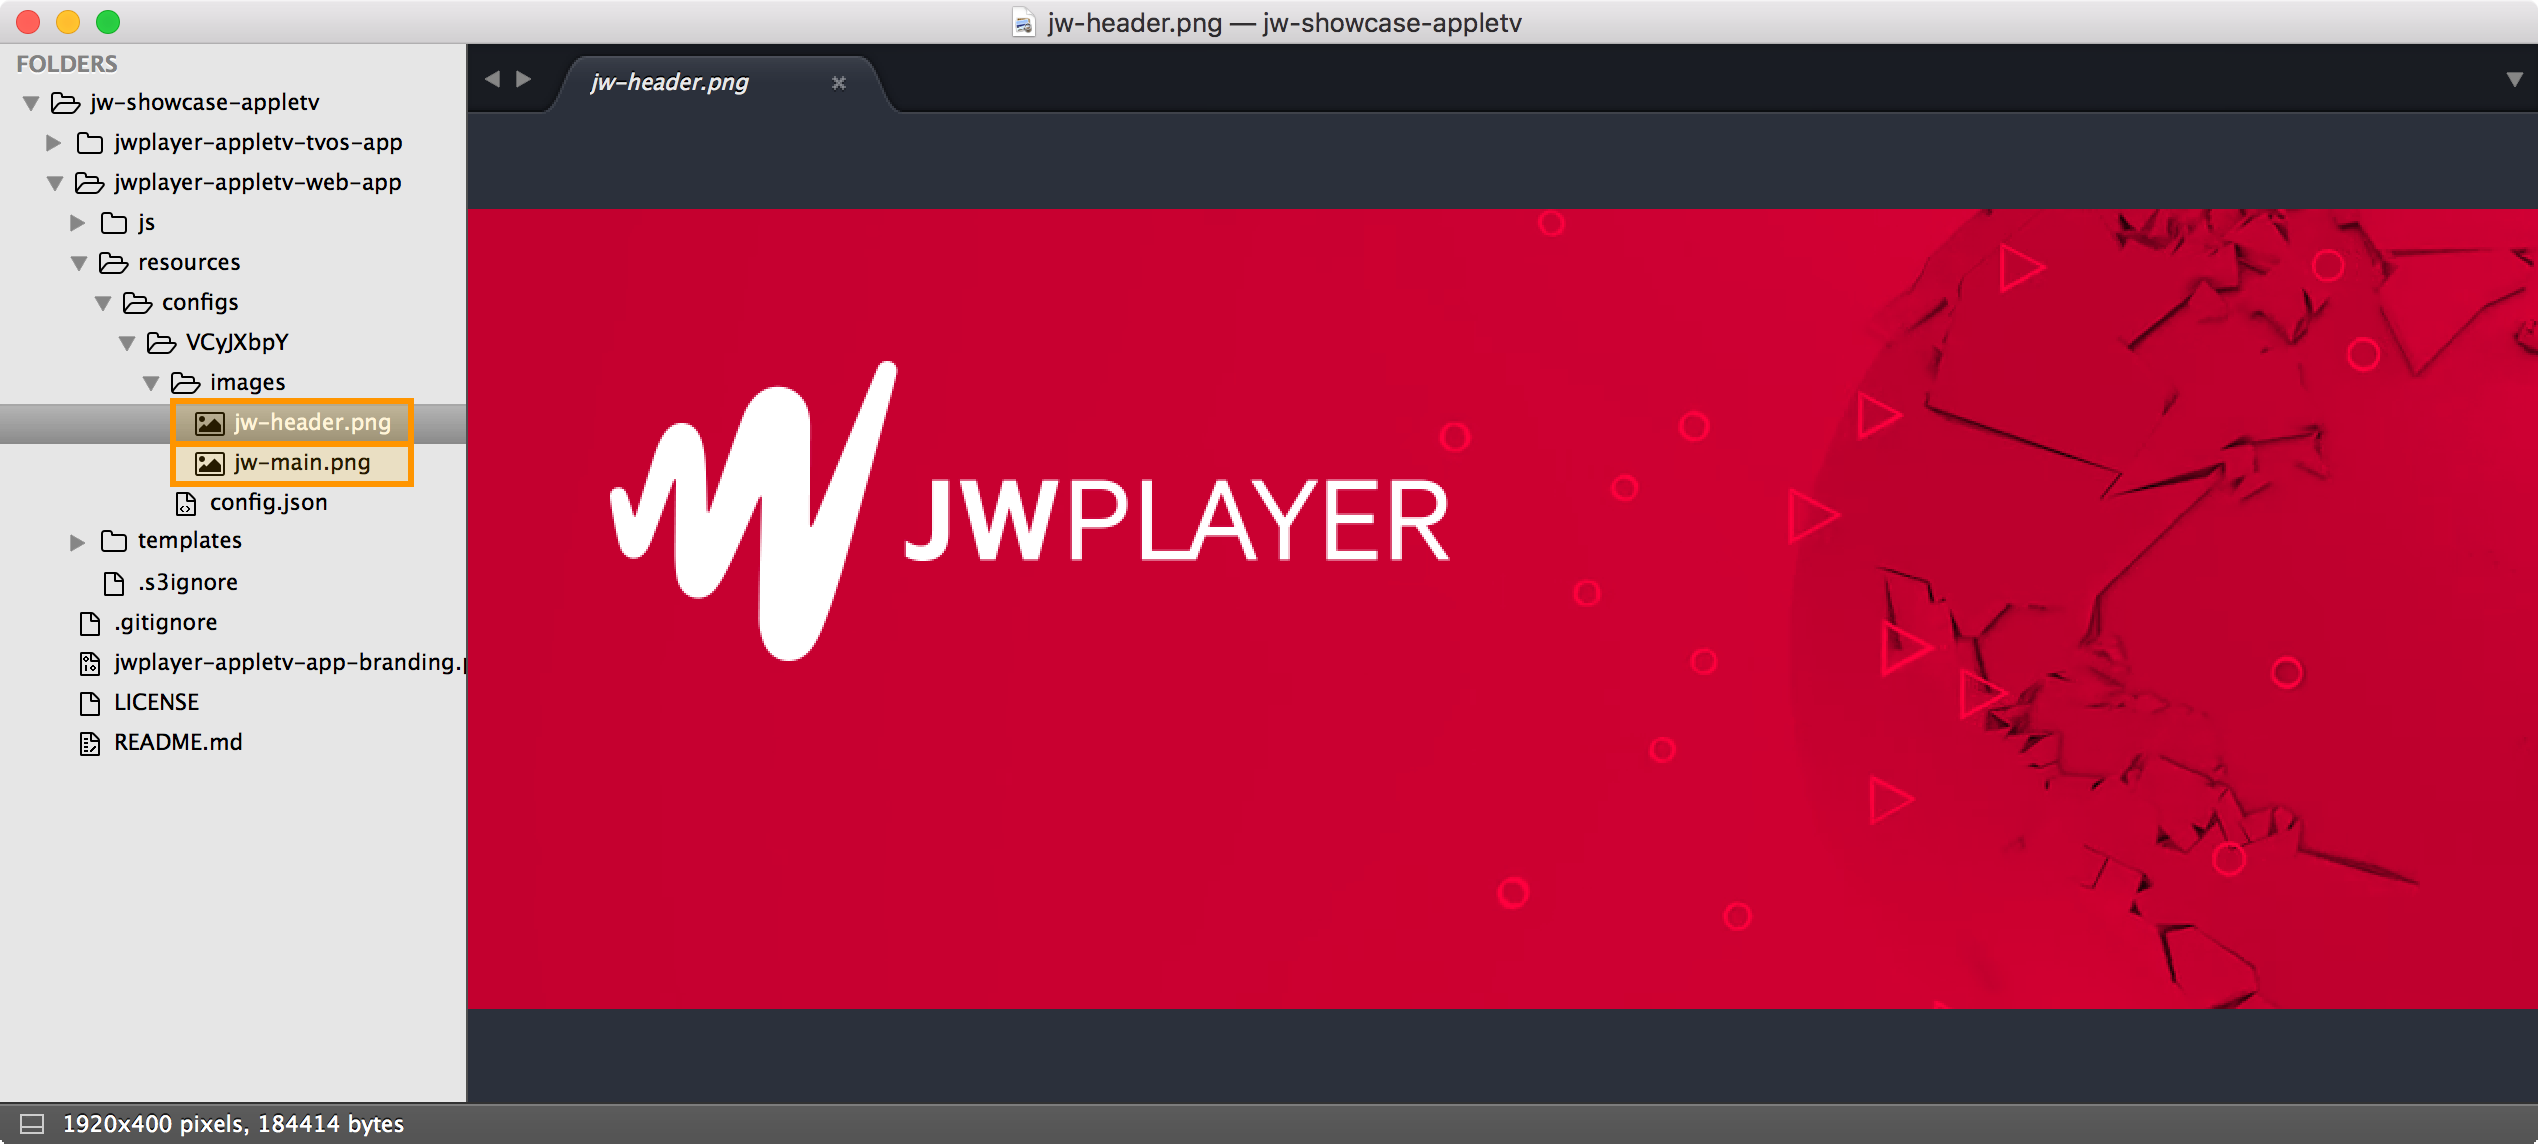 jw-header.png — jw-showcase-appletv
FOLDERS
jw-showcase-appletv
jwplayer-appletv-tvos-app
jwplayer-appletv-web-app
js
resources
configs
VCyJXbpY
images
jw-header.png
jw-main.png
config.json
templates
.s3ignore
.gitignore
jwplayer-appletv-app-branding.
LICENSE
README.md
jw-header.png
JWPLAYER
1920x400 pixels, 184414 bytes